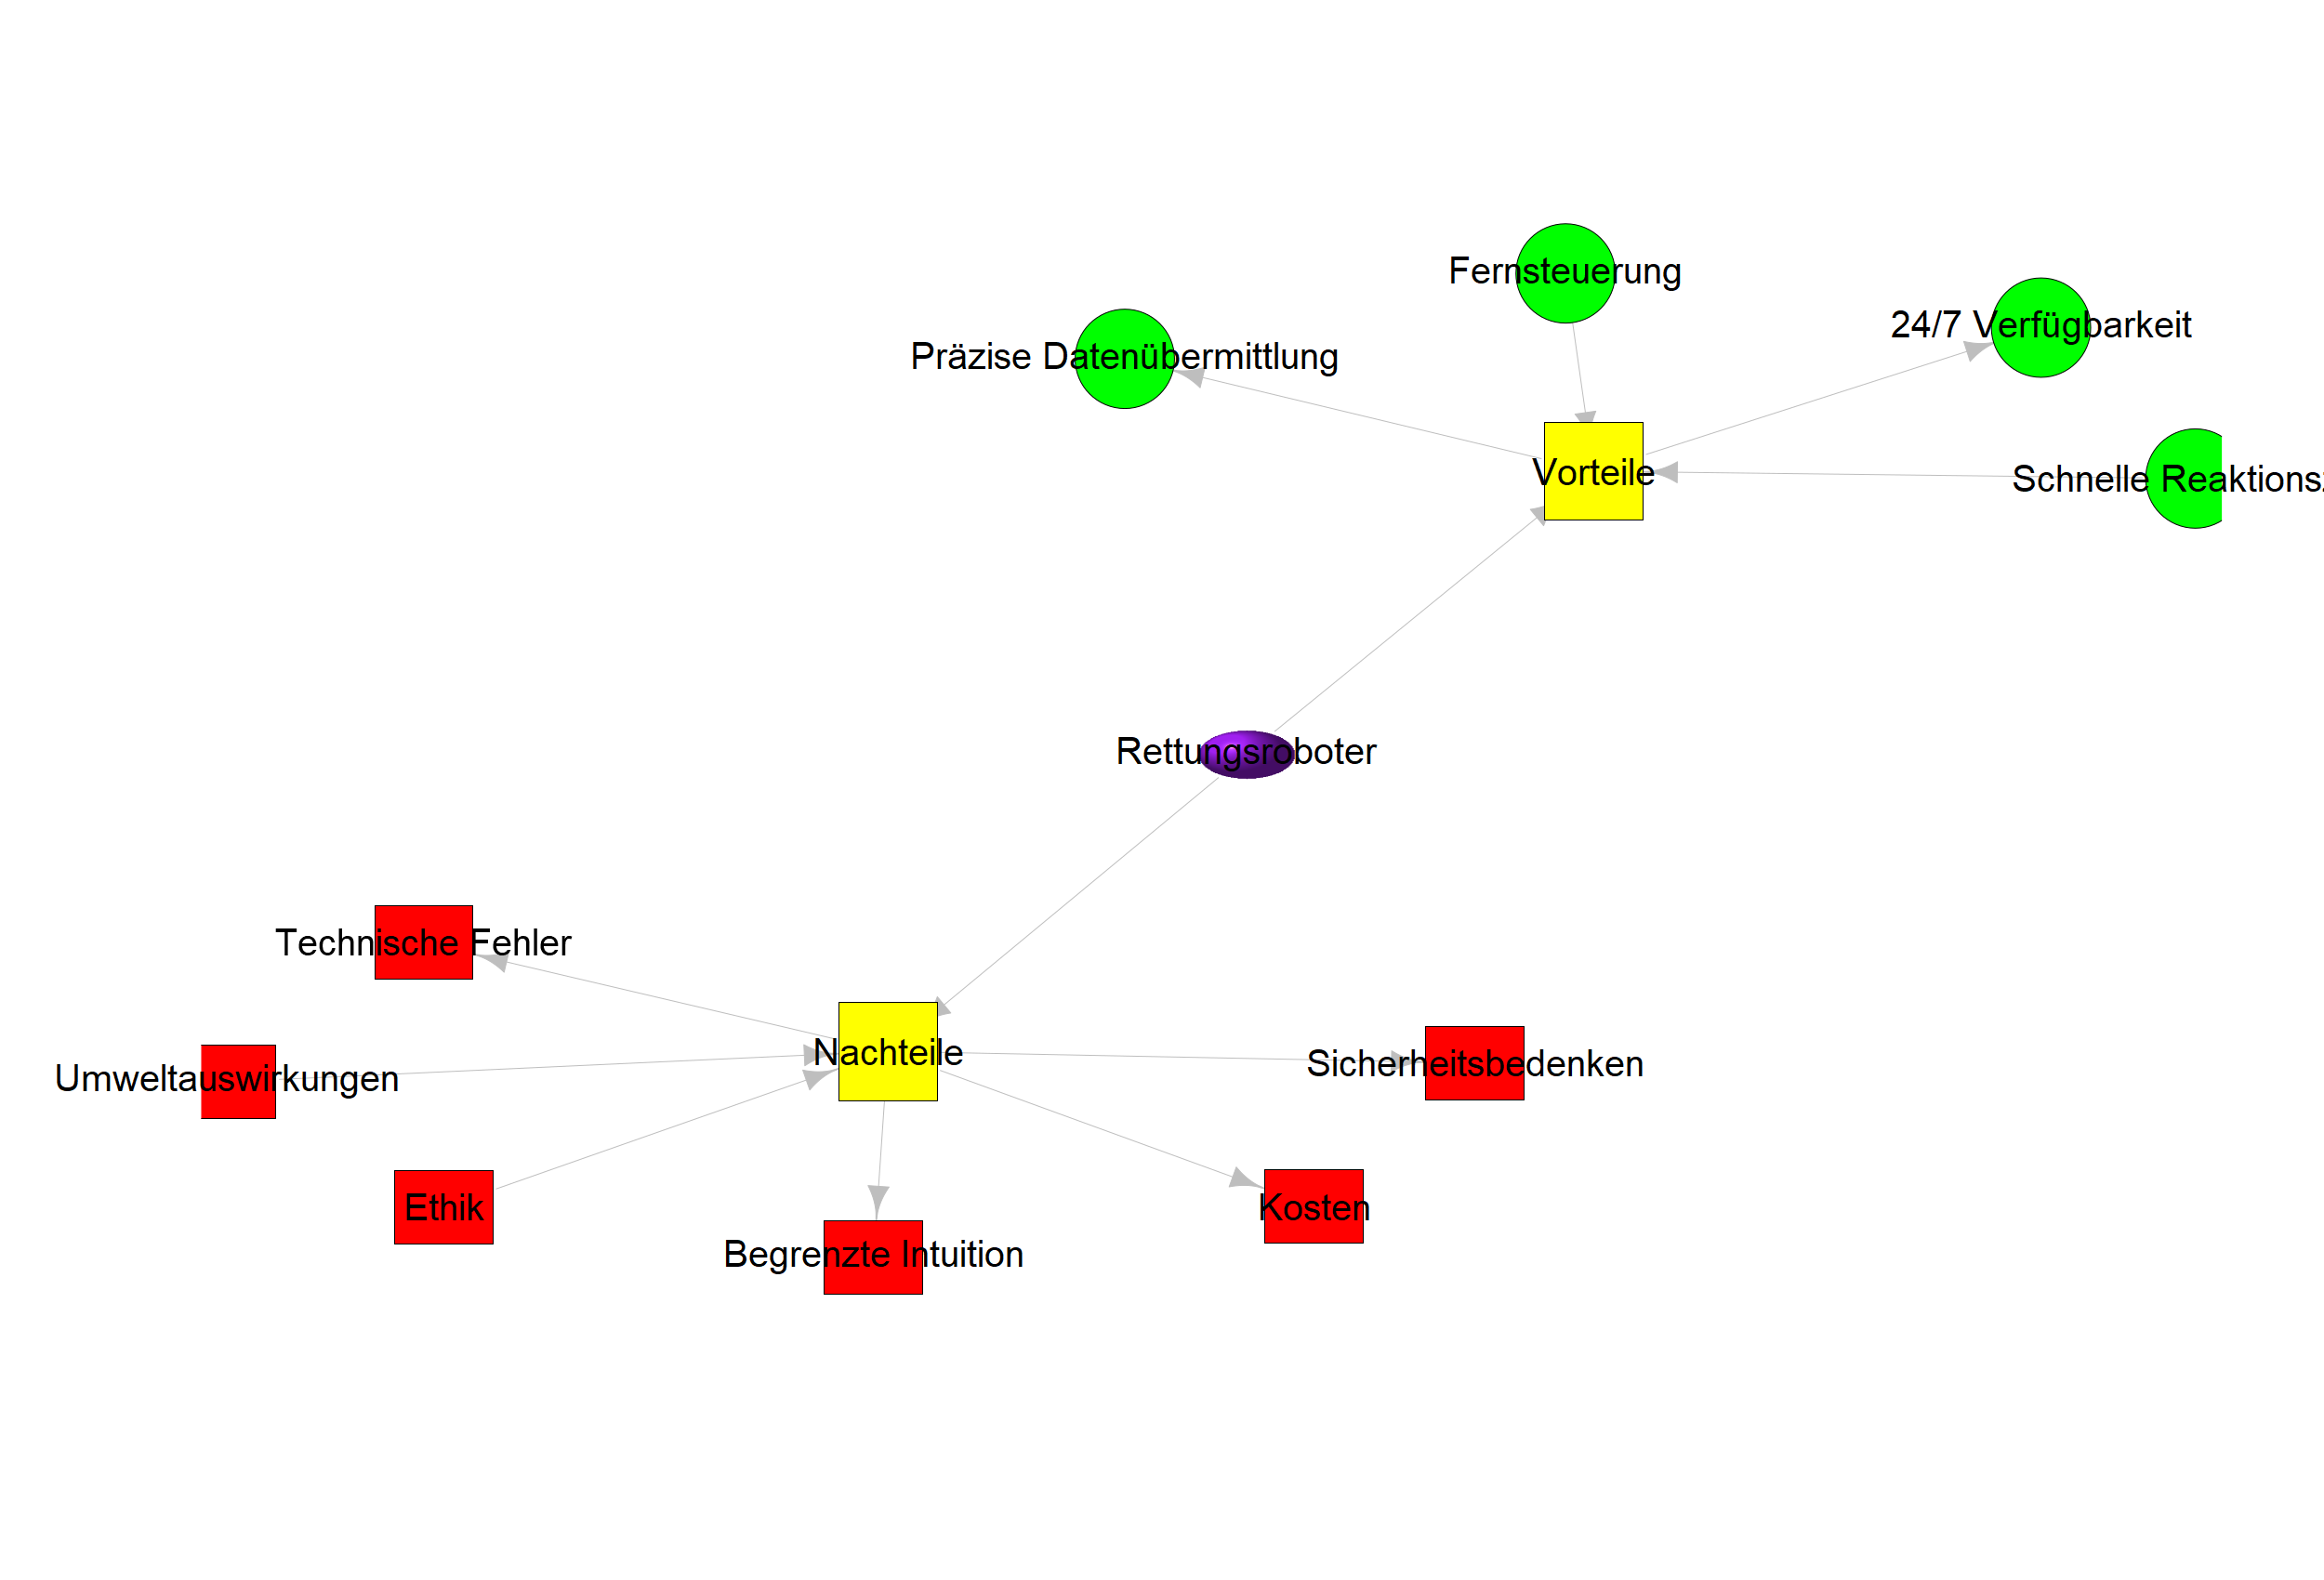 Fernsteuerung
24/7 Verfügbarkeit
Präzise Datenübermittlung
Vorteile
Schnelle Reaktions
Rettungsroboter
Technische Fehler
Nachteile
Sicherheitsbedenken
Umweltauswirkungen
Ethik
Kosten
Begrenzte Intuition